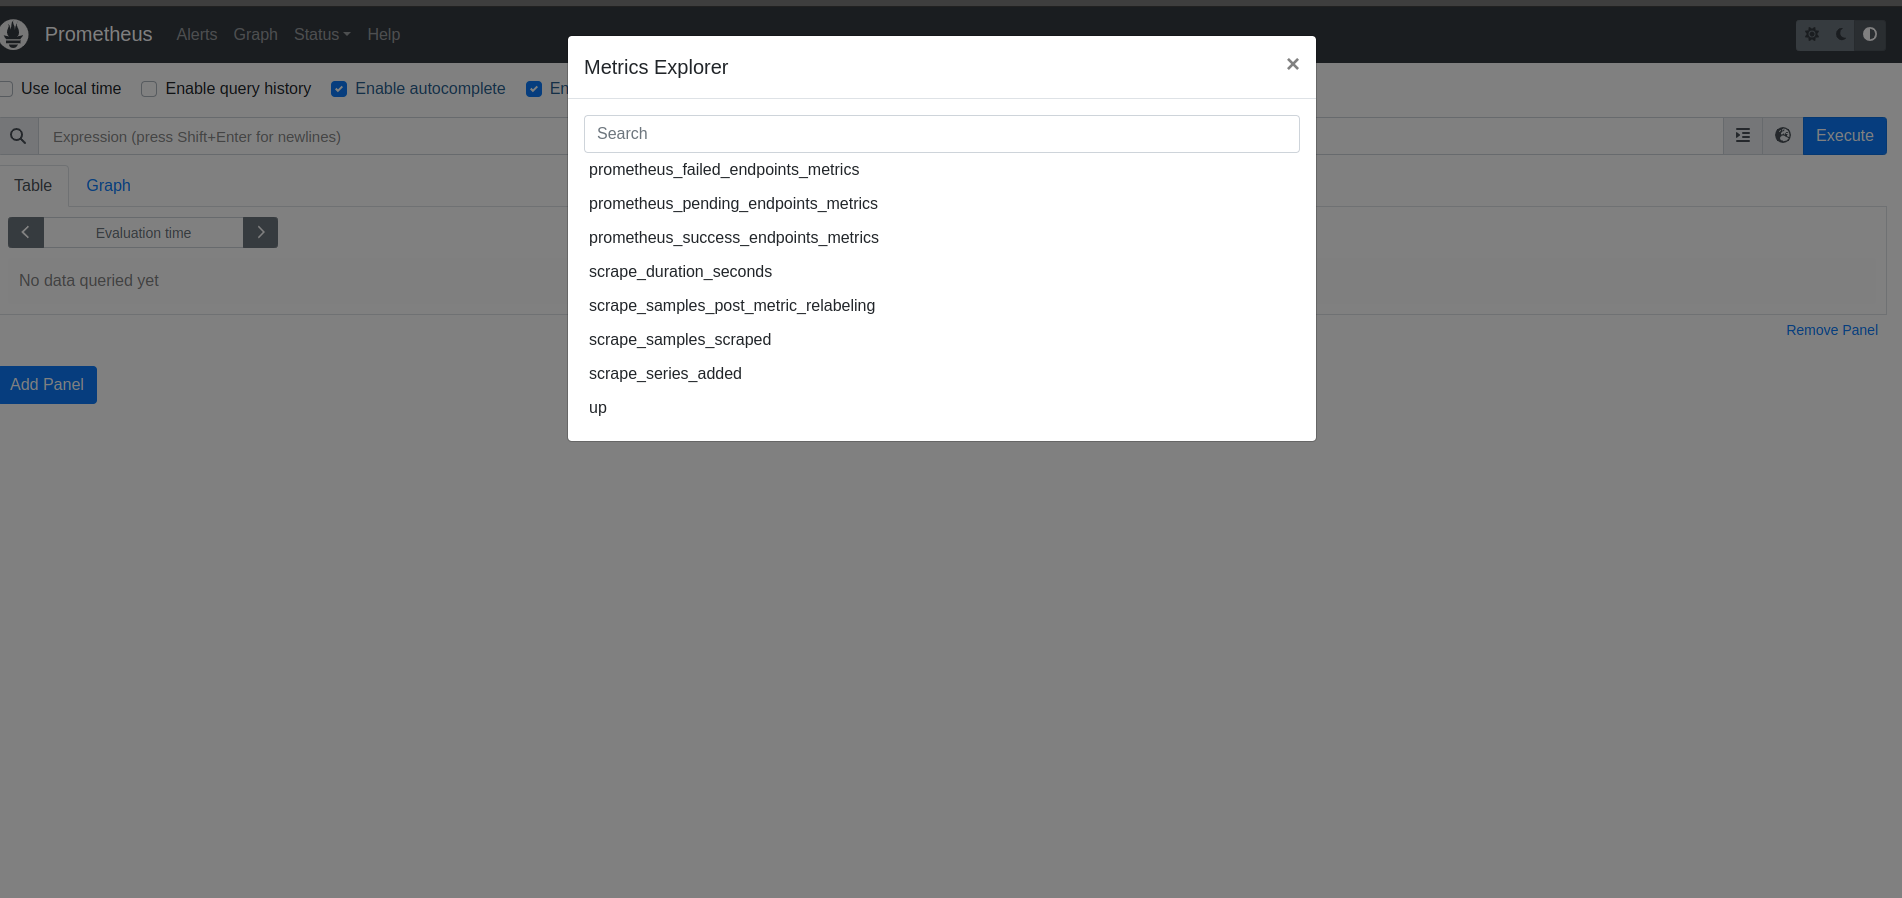 Prometheus Alerts Graph Status Help
Metrics Explorer
Use local time Enable query history Enable autocomplete En
Search
Expression (press Shift+Enter for newlines) Execute
prometheus_failed_endpoints_metrics
Table Graph
prometheus_pending_endpoints_metrics
Evaluation time
prometheus_success_endpoints_metrics
No data queried yet
scrape_duration_seconds
scrape_samples_post_metric_relabeling
Remove Panel
scrape_samples_scraped
scrape_series_added
Add Panel
up